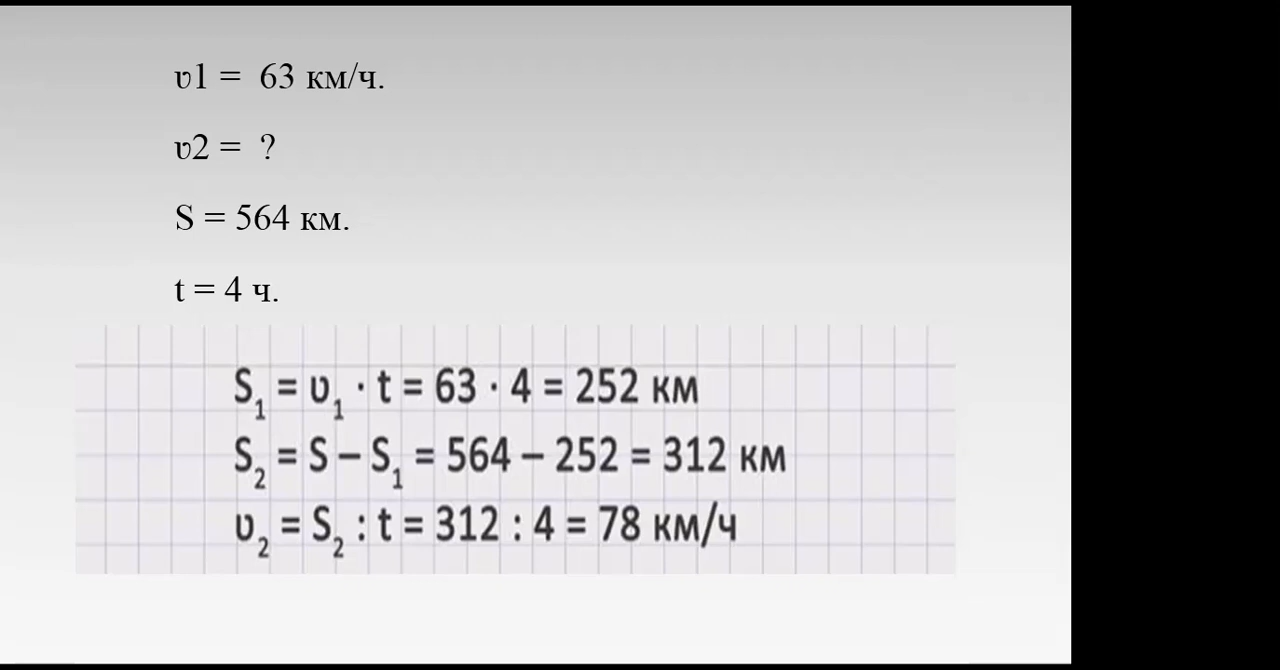 υ1 =  63 км/ч.
υ2 =  ?
S = 564 км.
t = 4 ч.
S₁ = υ₁ · t = 63 · 4 = 252 км
S₂ = S – S₁ = 564 – 252 = 312 км
υ₂ = S₂ : t = 312 : 4 = 78 км/ч